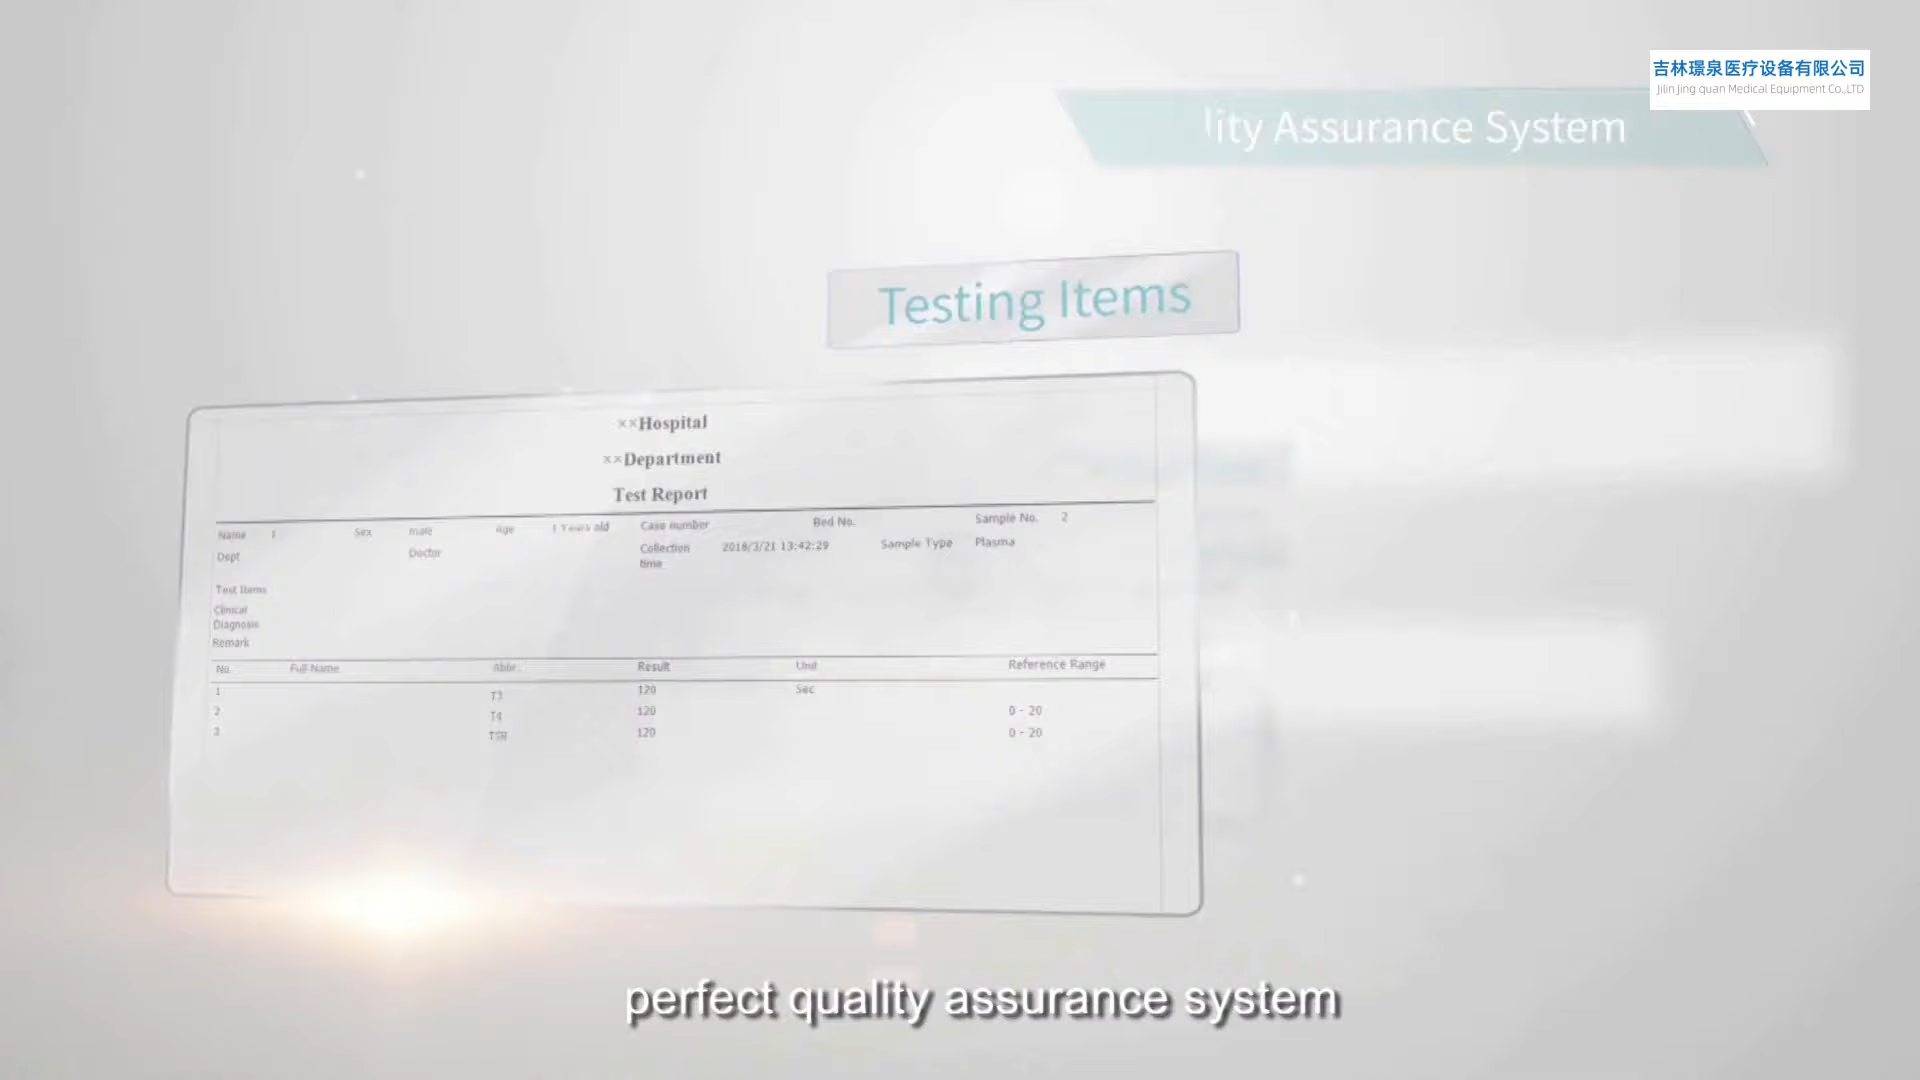 吉林璟泉医疗设备有限公司
Jilin Jing quan Medical Equipment Co.,LTD
lity Assurance System
Testing Items
××Hospital
××Department
Test Report
Name 1 Sex male Age 1 Years old Case number Bed No. Sample No. 2
Dept Doctor Collection time 2018/3/21 13:42:29 Sample Type Plasma
Test Items
Clinical
Diagnosis
Remark
No. Full Name Abbr. Result Unit Reference Range
1 T3 120 Sec
2 T4 120 0 - 20
3 120 0 - 20
perfect quality assurance system